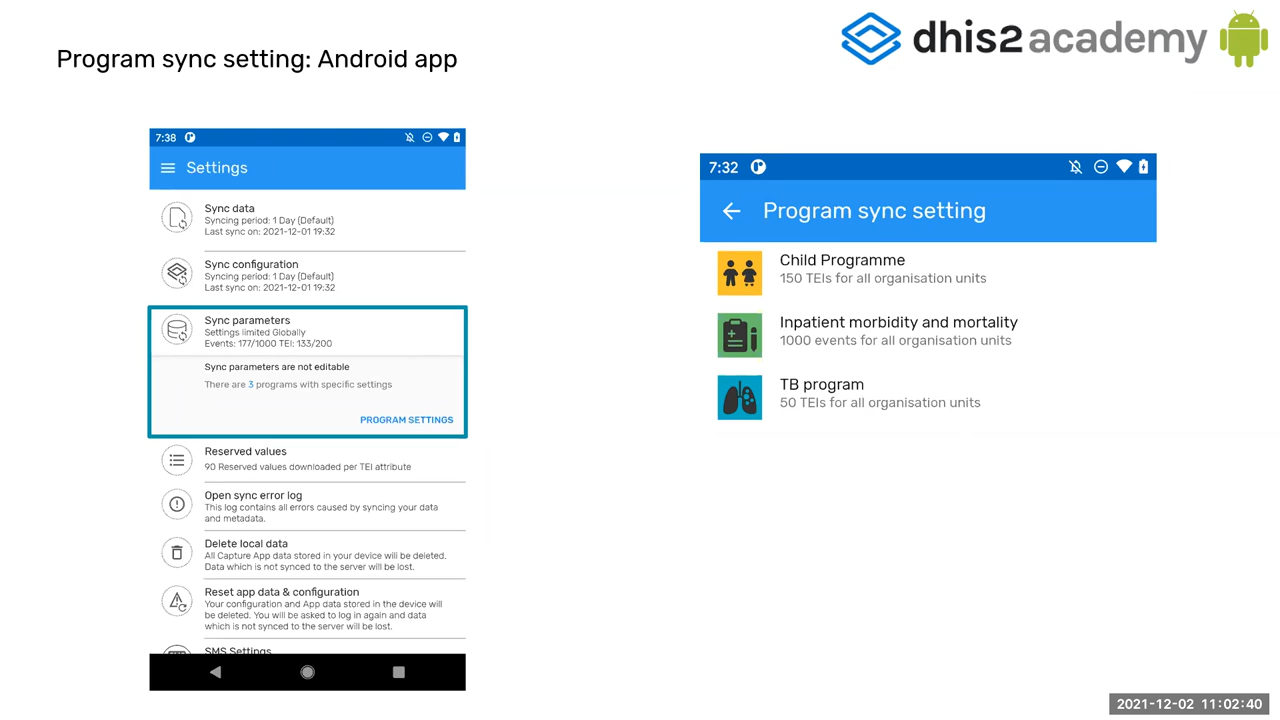 dhis2 academy
Program sync setting: Android app
7:38
Settings
Sync data
Syncing period: 1 Day (Default)
Last sync on: 2021-12-01 19:32
Sync configuration
Syncing period: 1 Day (Default)
Last sync on: 2021-12-01 19:32
Sync parameters
Settings limited Globally
Events: 177/1000 TEI: 133/200
Sync parameters are not editable
There are 3 programs with specific settings
PROGRAM SETTINGS
Reserved values
90 Reserved values downloaded per TEI attribute
Open sync error log
This log contains all errors caused by syncing your data
and metadata.
Delete local data
All Capture App data stored in your device will be deleted.
Data which is not synced to the server will be lost.
Reset app data & configuration
Your configuration and App data stored in the device will
be deleted. You will be asked to log in again and data
which is not synced to the server will be lost.
SMS Settings
7:32
Program sync setting
Child Programme
150 TEIs for all organisation units
Inpatient morbidity and mortality
1000 events for all organisation units
TB program
50 TEIs for all organisation units
2021-12-02 11:02:40